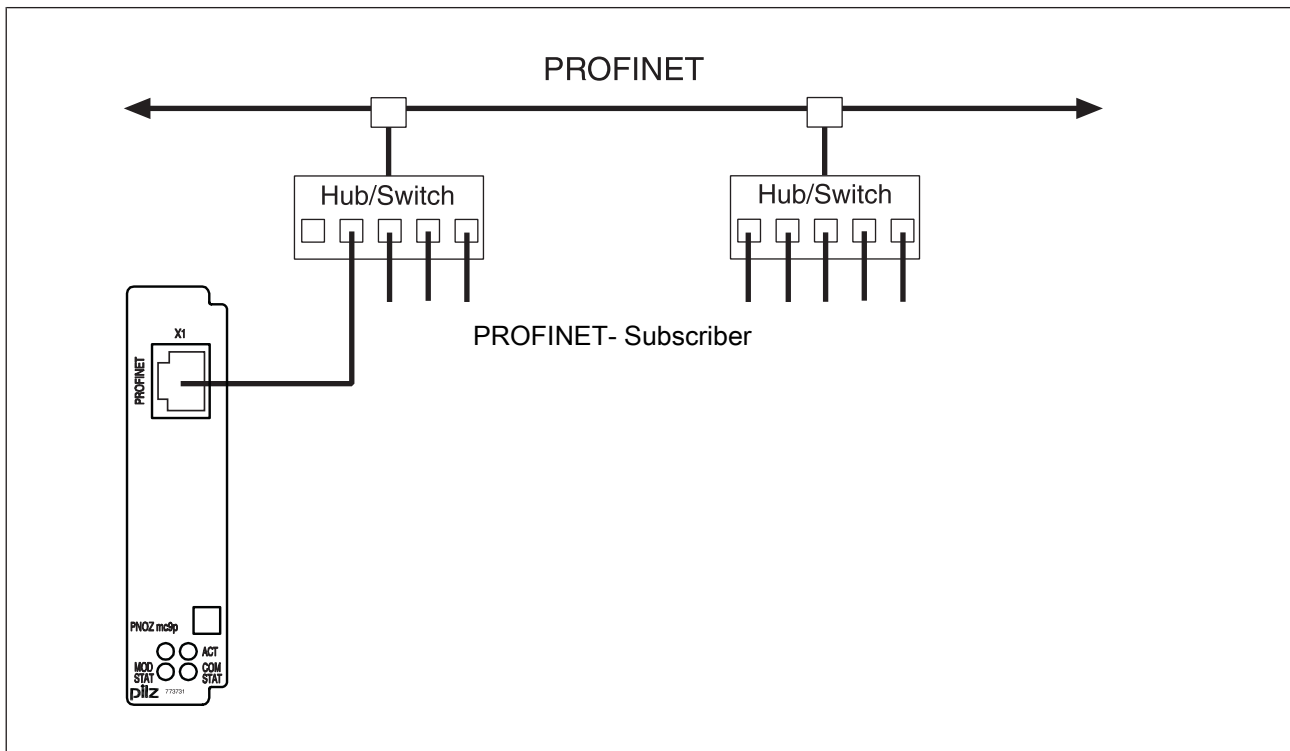 PROFINET
Hub/Switch
Hub/Switch
PROFINET- Subscriber
X1
PROFINET
PNOZ mc9p
ACT
MOD STAT
COM STAT
pilz 773731